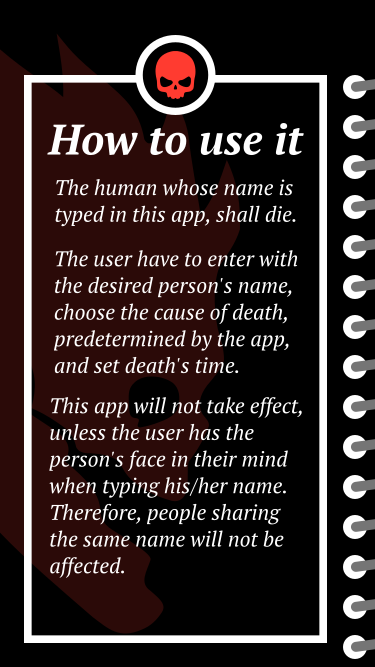 How to use it
The human whose name is
typed in this app, shall die.
The user have to enter with
the desired person's name,
choose the cause of death,
predetermined by the app,
and set death's time.
This app will not take effect,
unless the user has the
person's face in their mind
when typing his/her name.
Therefore, people sharing
the same name will not be
affected.